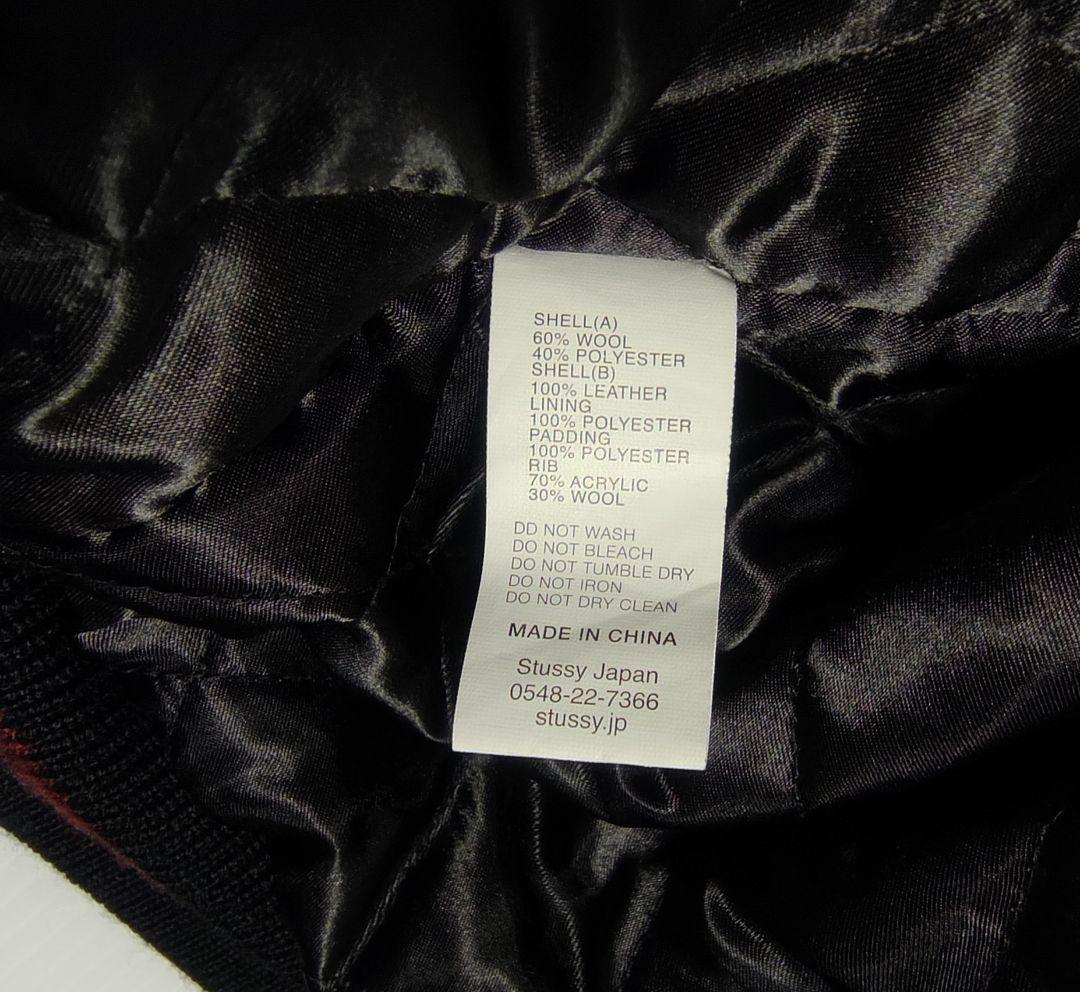 SHELL(A)
60% WOOL
40% POLYESTER
SHELL(B)
100% LEATHER
LINING
100% POLYESTER
PADDING
100% POLYESTER
RIB
70% ACRYLIC
30% WOOL
DD NOT WASH
DO NOT BLEACH
DO NOT TUMBLE DRY
DO NOT IRON
DO NOT DRY CLEAN
MADE IN CHINA
Stussy Japan
0548-22-7366
stussy.jp